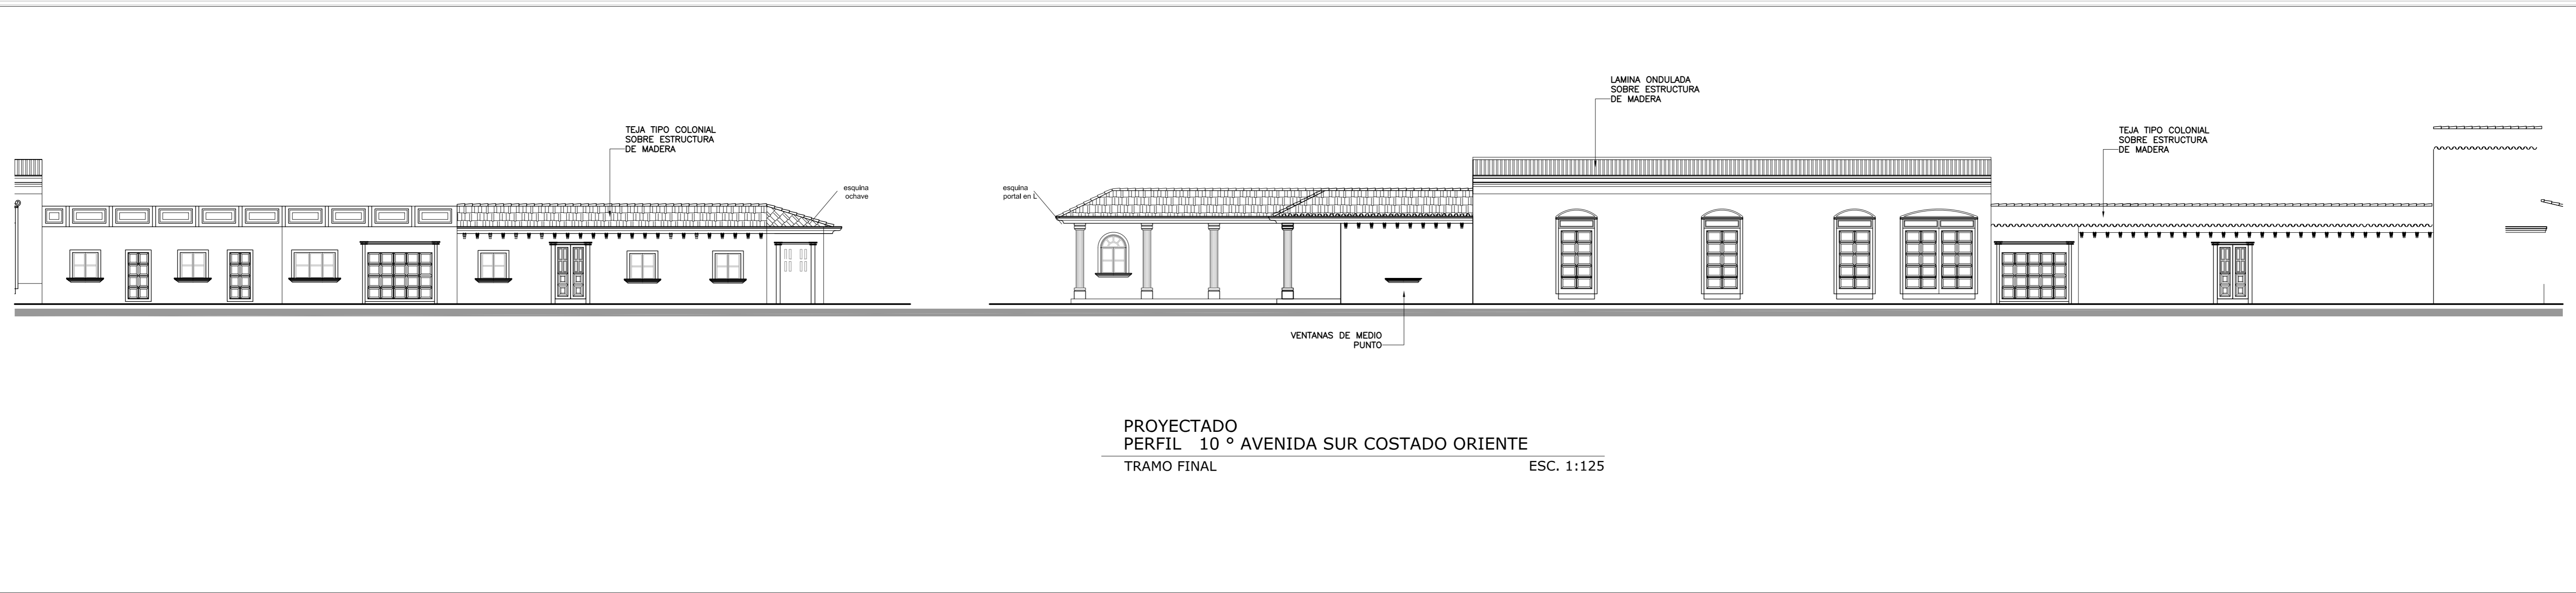 TEJA TIPO COLONIAL
SOBRE ESTRUCTURA
DE MADERA
esquina
ochave
esquina
portal en L
LAMINA ONDULADA
SOBRE ESTRUCTURA
DE MADERA
TEJA TIPO COLONIAL
SOBRE ESTRUCTURA
DE MADERA
VENTANAS DE MEDIO
PUNTO
PROYECTADO
PERFIL 10 ° AVENIDA SUR COSTADO ORIENTE
TRAMO FINAL ESC. 1:125